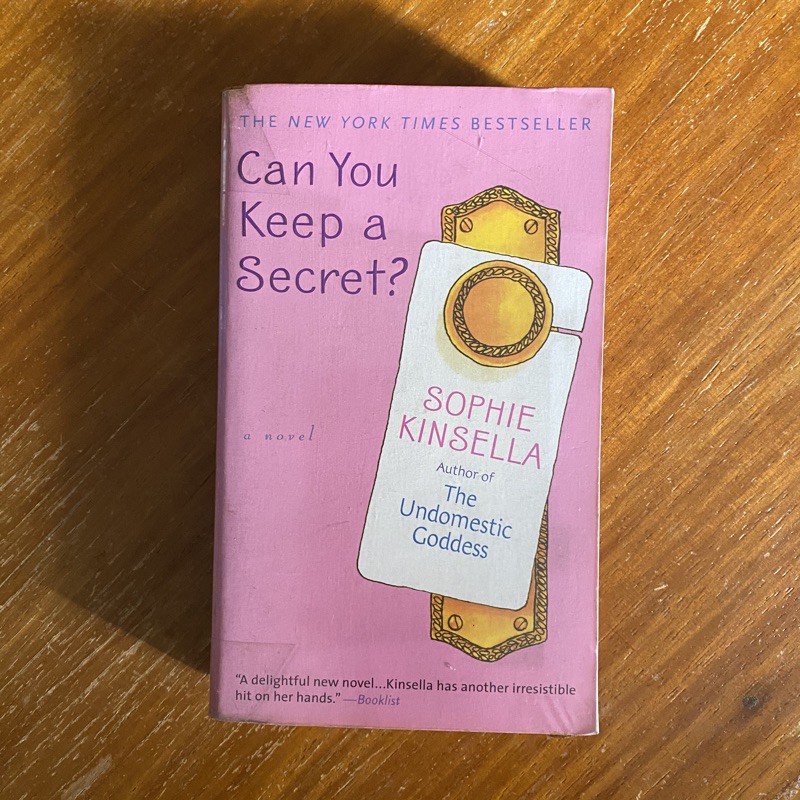 THE NEW YORK TIMES BESTSELLER
Can You
Keep a
Secret?
a novel
SOPHIE
KINSELLA
Author of
The
Undomestic
Goddess
“A delightful new novel...Kinsella has another irresistible
hit on her hands.” —Booklist